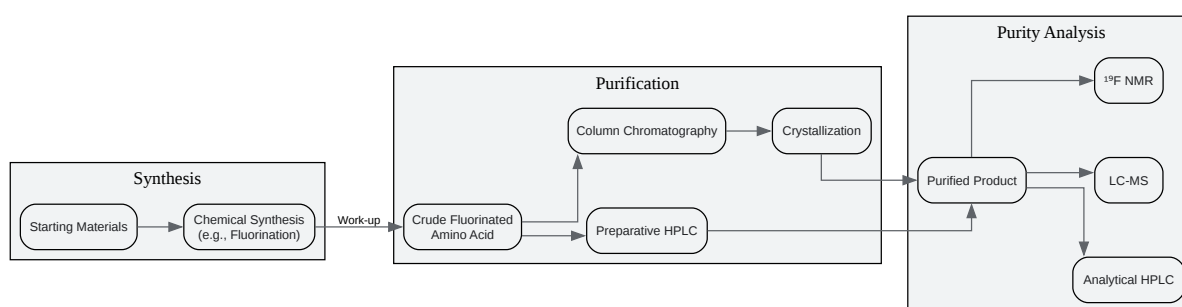 Synthesis
Starting Materials
Chemical Synthesis
(e.g., Fluorination)
Work-up
Purification
Crude Fluorinated
Amino Acid
Column Chromatography
Crystallization
Preparative HPLC
Purity Analysis
Purified Product
¹⁹F NMR
LC-MS
Analytical HPLC